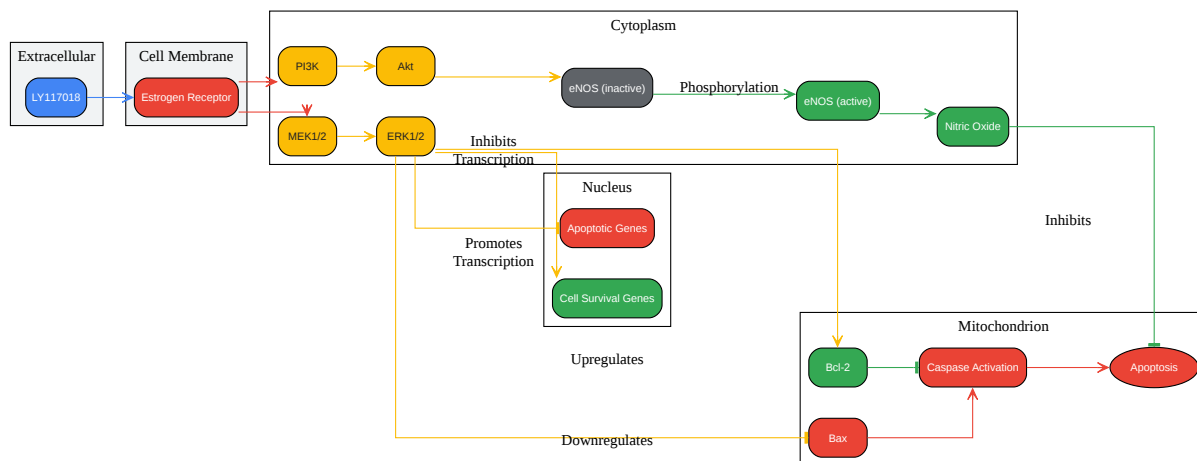 Cytoplasm
Extracellular
Cell Membrane
LY117018
Estrogen Receptor
PI3K
Akt
eNOS (inactive)
Phosphorylation
eNOS (active)
Nitric Oxide
MEK1/2
ERK1/2
Inhibits
Transcription
Nucleus
Apoptotic Genes
Promotes
Transcription
Cell Survival Genes
Inhibits
Upregulates
Downregulates
Mitochondrion
Bcl-2
Caspase Activation
Apoptosis
Bax